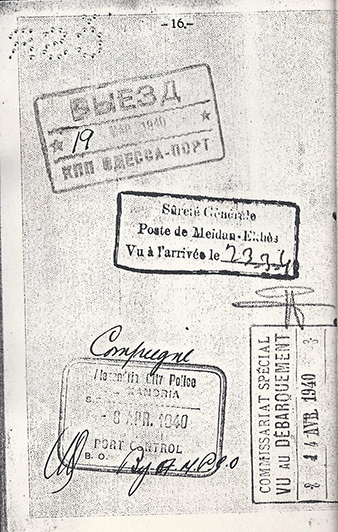 - 16.-
ВЫЕЗД
★ 19 МАР 1940 ★
КПП ОДЕССА-ПОРТ
Sûreté Générale
Poste de Meidan-Ekbès
Vu à l'arrivée le
Compiegne
Alexandria City Police
ALEXANDRIA
- 8 APR. 1940
PORT CONTROL
B. O.
COMMISSARIAT SPÉCIAL
VU AU DÉBARQUEMENT
14 AVR 1940